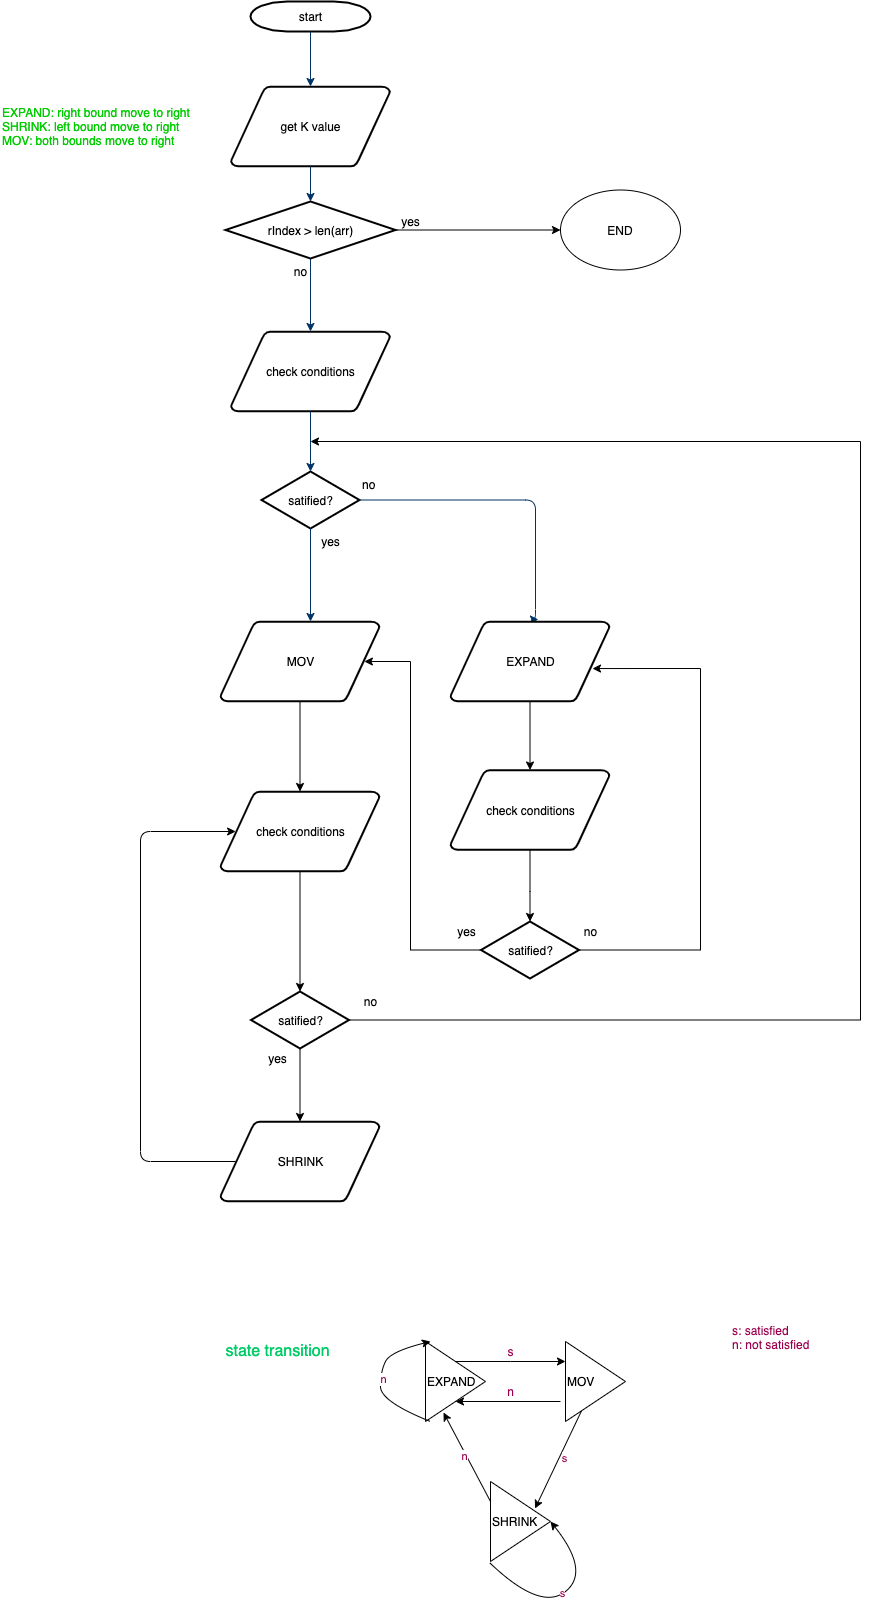 start
get K value
EXPAND: right bound move to right
SHRINK: left bound move to right
MOV: both bounds move to right
rIndex > len(arr)
yes
END
no
check conditions
satified?
no
yes
MOV
EXPAND
check conditions
check conditions
satified?
yes
no
satified?
no
yes
SHRINK
state transition
s: satisfied
n: not satisfied
s
n
EXPAND
MOV
n
n
s
SHRINK
s